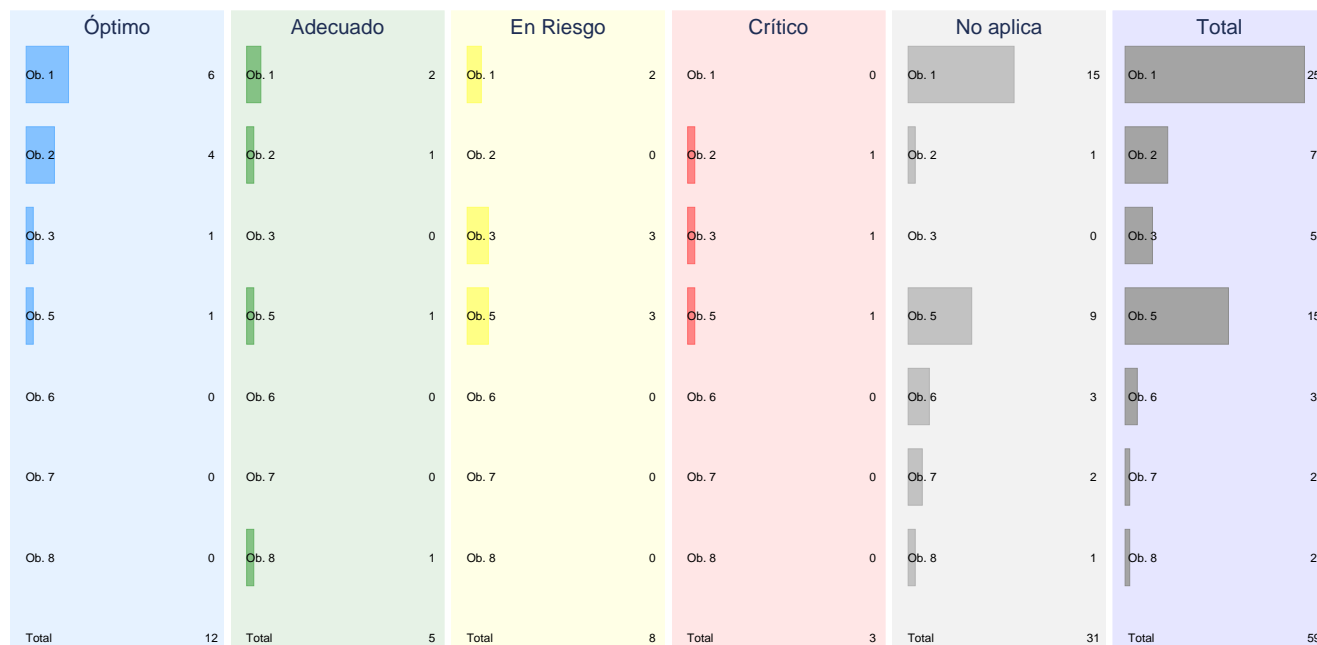 Óptimo Adecuado En Riesgo Crítico No aplica Total
Ob. 1 6 Ob. 1 2 Ob. 1 2 Ob. 1 0 Ob. 1 15 Ob. 1 25
Ob. 2 4 Ob. 2 1 Ob. 2 0 Ob. 2 1 Ob. 2 1 Ob. 2 7
Ob. 3 1 Ob. 3 0 Ob. 3 3 Ob. 3 1 Ob. 3 0 Ob. 3 5
Ob. 5 1 Ob. 5 1 Ob. 5 3 Ob. 5 1 Ob. 5 9 Ob. 5 15
Ob. 6 0 Ob. 6 0 Ob. 6 0 Ob. 6 0 Ob. 6 3 Ob. 6 3
Ob. 7 0 Ob. 7 0 Ob. 7 0 Ob. 7 0 Ob. 7 2 Ob. 7 2
Ob. 8 0 Ob. 8 1 Ob. 8 0 Ob. 8 0 Ob. 8 1 Ob. 8 2
Total 12 Total 5 Total 8 Total 3 Total 31 Total 59